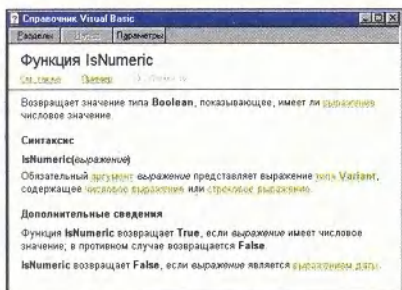 Справочник Visual Basic
Разделы Параметры
Функция IsNumeric
См. также Пример
Возвращает значение типа Boolean, показывающее, имеет ли выражение
числовое значение.
Синтаксис
IsNumeric(выражение)
Обязательный аргумент выражение представляет выражение типа Variant,
содержащее числовое выражение или строковое выражение.
Дополнительные сведения
Функция IsNumeric возвращает True, если выражение имеет числовое
значение; в противном случае возвращается False.
IsNumeric возвращает False, если выражение является выражением даты.